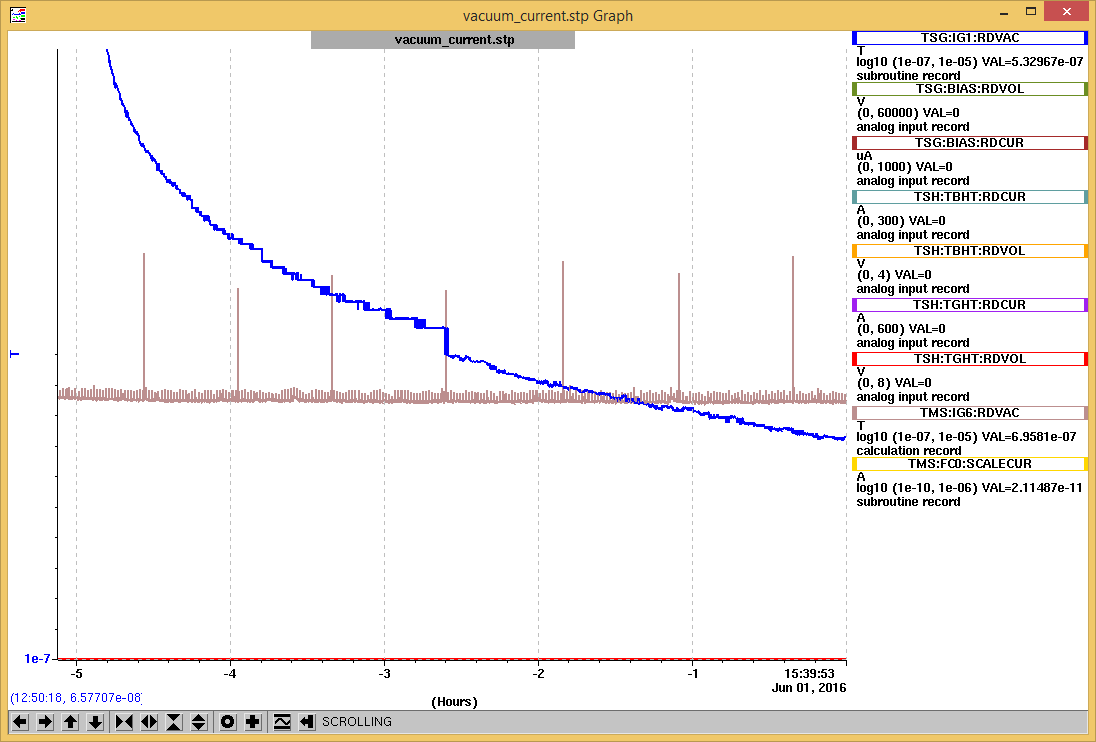 vacuum_current.stp Graph
vacuum_current.stp
TSG:IG1:RDVAC
T
log10 (1e-07, 1e-05) VAL=5.32967e-07
subroutine record
TSG:BIAS:RDVOL
V
(0, 60000) VAL=0
analog input record
TSG:BIAS:RDCUR
uA
(0, 1000) VAL=0
analog input record
TSH:TBHT:RDCUR
A
(0, 300) VAL=0
analog input record
TSH:TBHT:RDVOL
V
(0, 4) VAL=0
analog input record
TSH:TGHT:RDCUR
A
(0, 600) VAL=0
analog input record
TSH:TGHT:RDVOL
V
(0, 8) VAL=0
analog input record
TMS:IG6:RDVAC
T
log10 (1e-07, 1e-05) VAL=6.9581e-07
calculation record
TMS:FC0:SCALECUR
A
log10 (1e-10, 1e-06) VAL=2.11487e-11
subroutine record
T
1e-7
-5 -4 -3 -2 -1 15:39:53
Jun 01, 2016
(12:50:18, 6.57707e-08)
(Hours)
SCROLLING